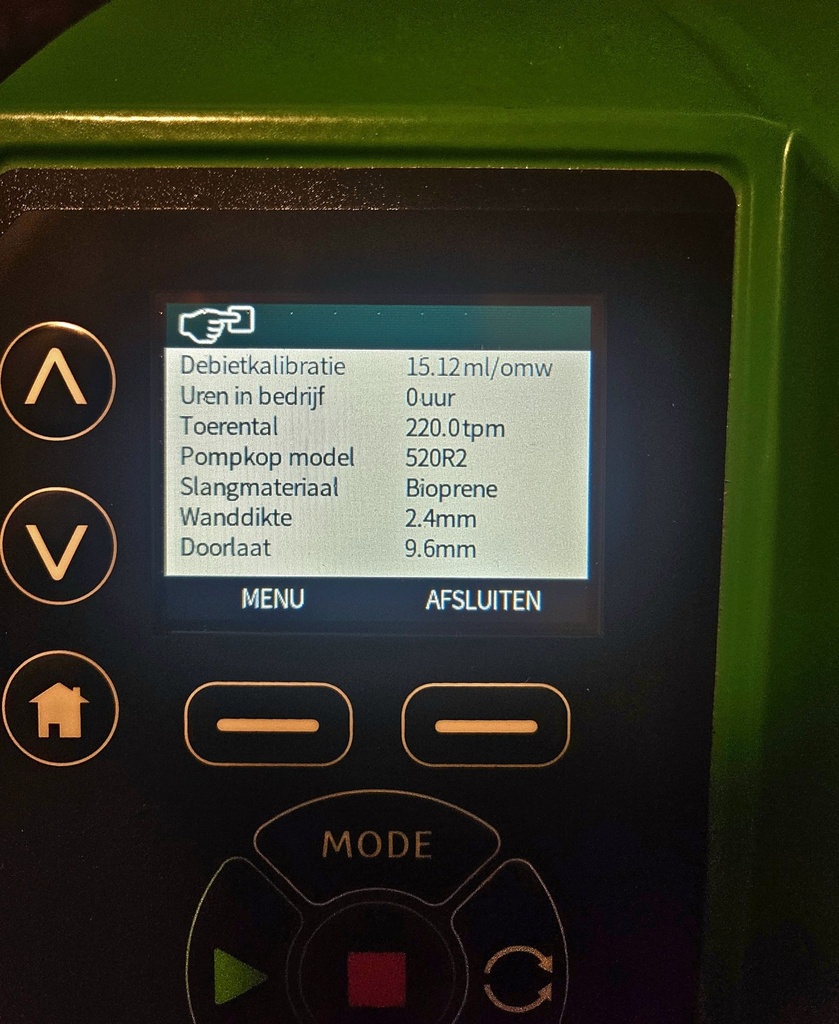 Debietkalibratie 15.12ml/omw
Uren in bedrijf 0uur
Toerental 220.0tpm
Pompkop model 520R2
Slangmateriaal Bioprene
Wanddikte 2.4mm
Doorlaat 9.6mm
MENU AFSLUITEN
MODE